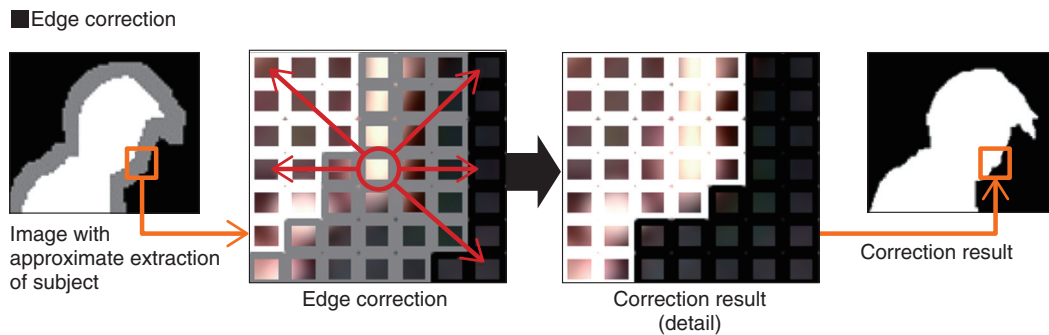 ■Edge correction
Image with
approximate extraction
of subject
Edge correction
Correction result
(detail)
Correction result